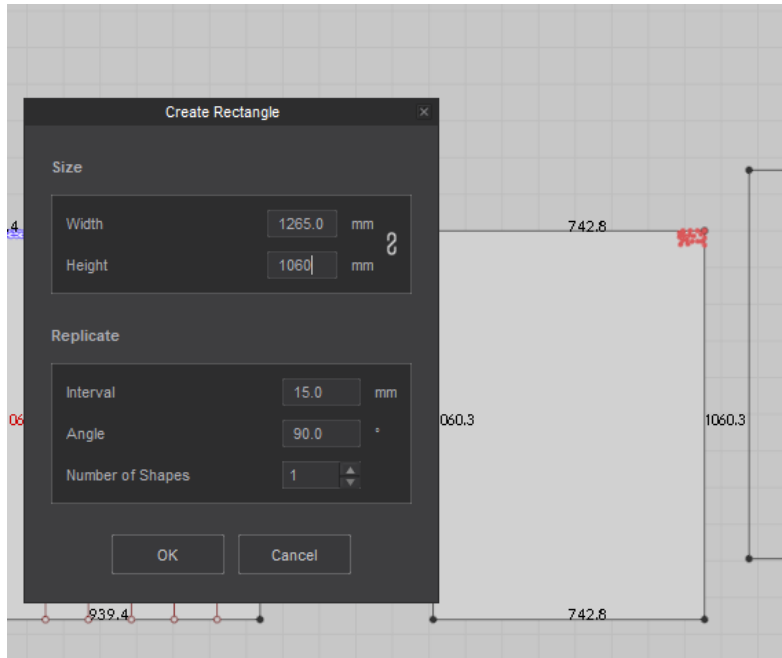 Create Rectangle
Size
Width 1265.0 mm
Height 1060 mm
Replicate
Interval 15.0 mm
Angle 90.0 °
Number of Shapes 1
OK Cancel
742.8
060.3
1060.3
939.4
742.8